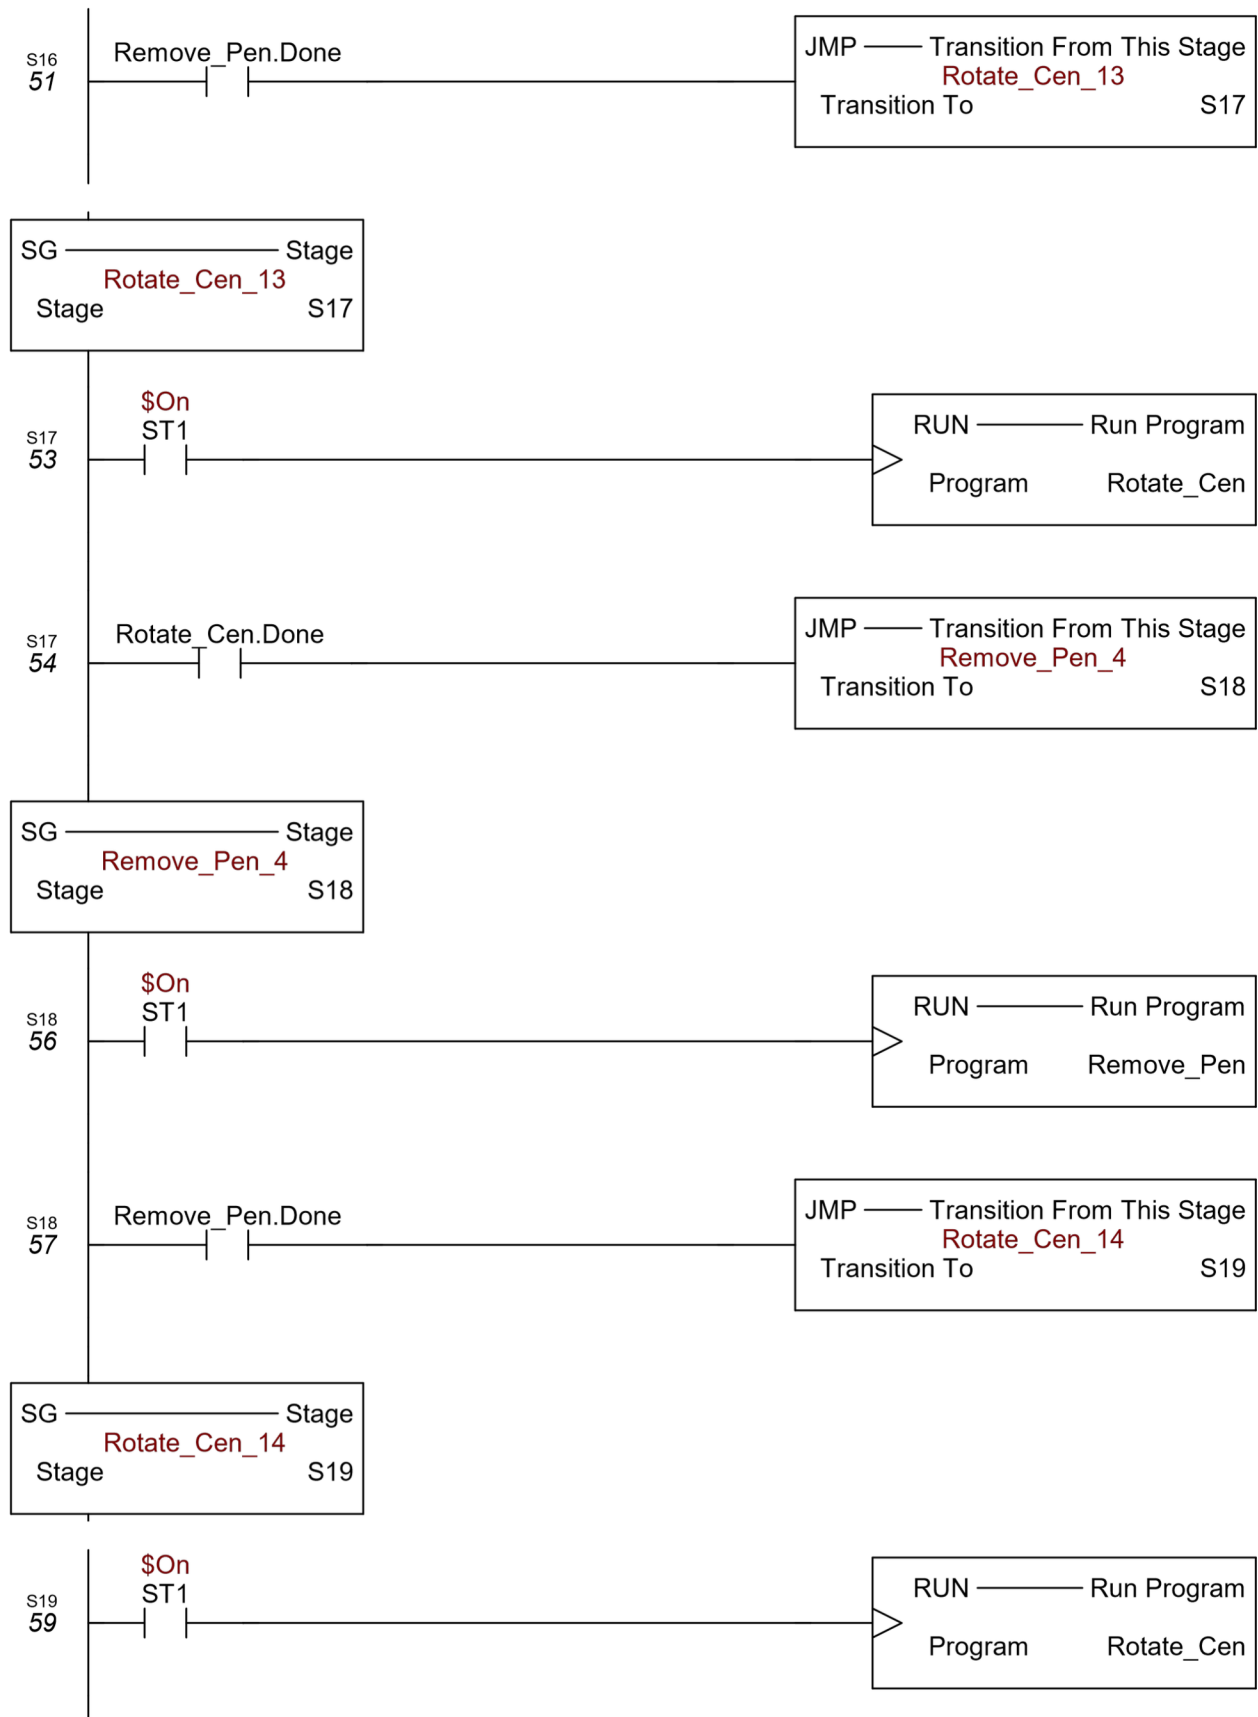 S16
51
Remove_Pen.Done
JMP Transition From This Stage
Rotate_Cen_13
Transition To S17
SG Stage
Rotate_Cen_13
Stage S17
$On
ST1
S17
53
RUN Run Program
Program Rotate_Cen
S17
54
Rotate_Cen.Done
JMP Transition From This Stage
Remove_Pen_4
Transition To S18
SG Stage
Remove_Pen_4
Stage S18
$On
ST1
S18
56
RUN Run Program
Program Remove_Pen
S18
57
Remove_Pen.Done
JMP Transition From This Stage
Rotate_Cen_14
Transition To S19
SG Stage
Rotate_Cen_14
Stage S19
$On
ST1
S19
59
RUN Run Program
Program Rotate_Cen